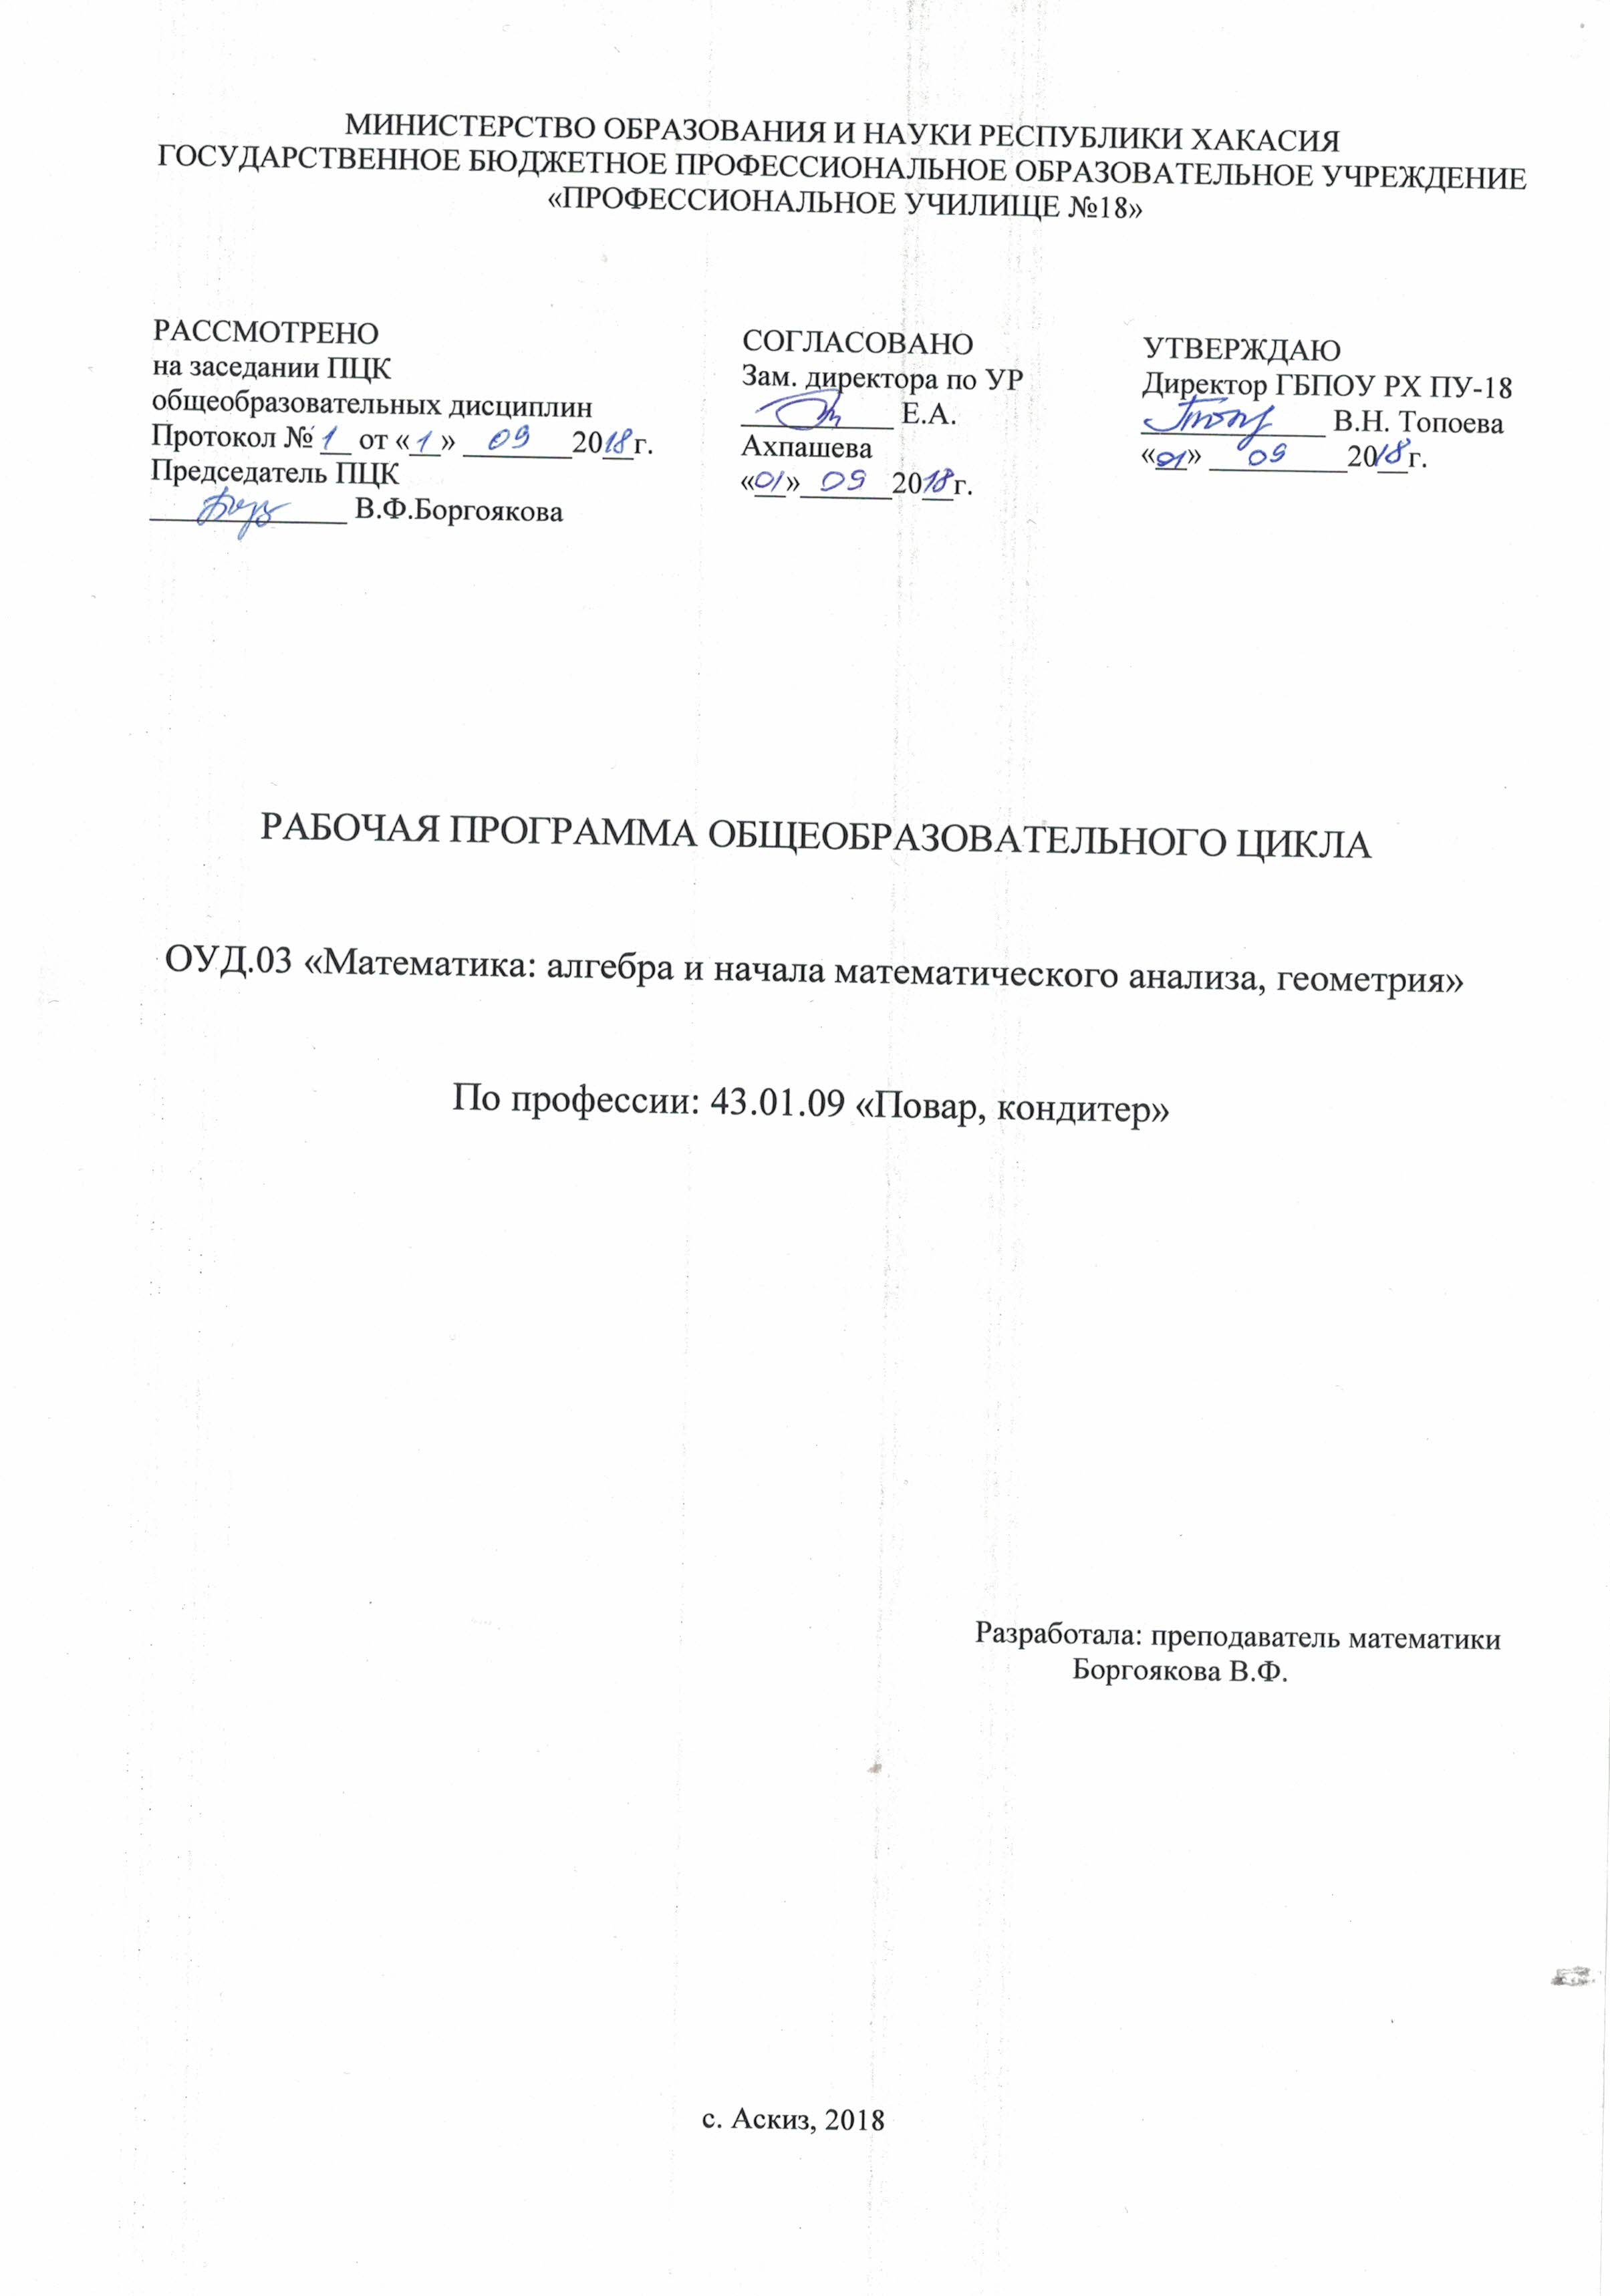 МИНИСТЕРСТВО ОБРАЗОВАНИЯ И НАУКИ РЕСПУБЛИКИ ХАКАСИЯ
ГОСУДАРСТВЕННОЕ БЮДЖЕТНОЕ ПРОФЕССИОНАЛЬНОЕ ОБРАЗОВАТЕЛЬНОЕ УЧРЕЖДЕНИЕ
«ПРОФЕССИОНАЛЬНОЕ УЧИЛИЩЕ №18»
РАССМОТРЕНО
на заседании ПЦК
общеобразовательных дисциплин
Протокол № 1 от «1» 09 2018г.
Председатель ПЦК
В.Ф.Боргоякова
СОГЛАСОВАНО
Зам. директора по УР
Е.А.
Ахпашева
«01» 09 2018г.
УТВЕРЖДАЮ
Директор ГБПОУ РХ ПУ-18
В.Н. Топоева
«01» 09 2018г.
РАБОЧАЯ ПРОГРАММА ОБЩЕОБРАЗОВАТЕЛЬНОГО ЦИКЛА
ОУД.03 «Математика: алгебра и начала математического анализа, геометрия»
По профессии: 43.01.09 «Повар, кондитер»
Разработала: преподаватель математики
Боргоякова В.Ф.
с. Аскиз, 2018